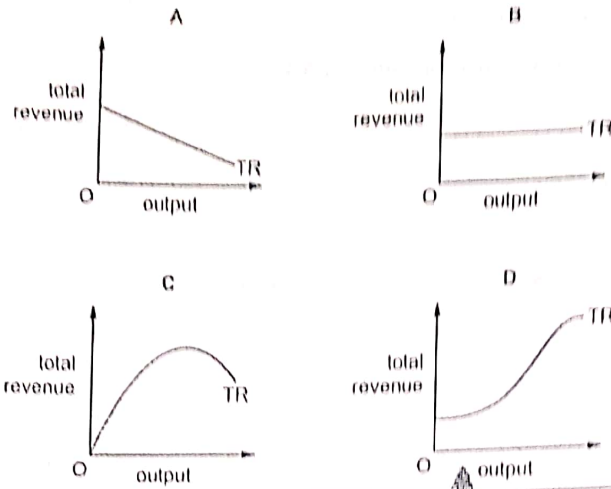 A
total
revenue
TR
O
output
B
total
revenue
TR
O
output
C
total
revenue
TR
O
output
D
total
revenue
TR
O
output